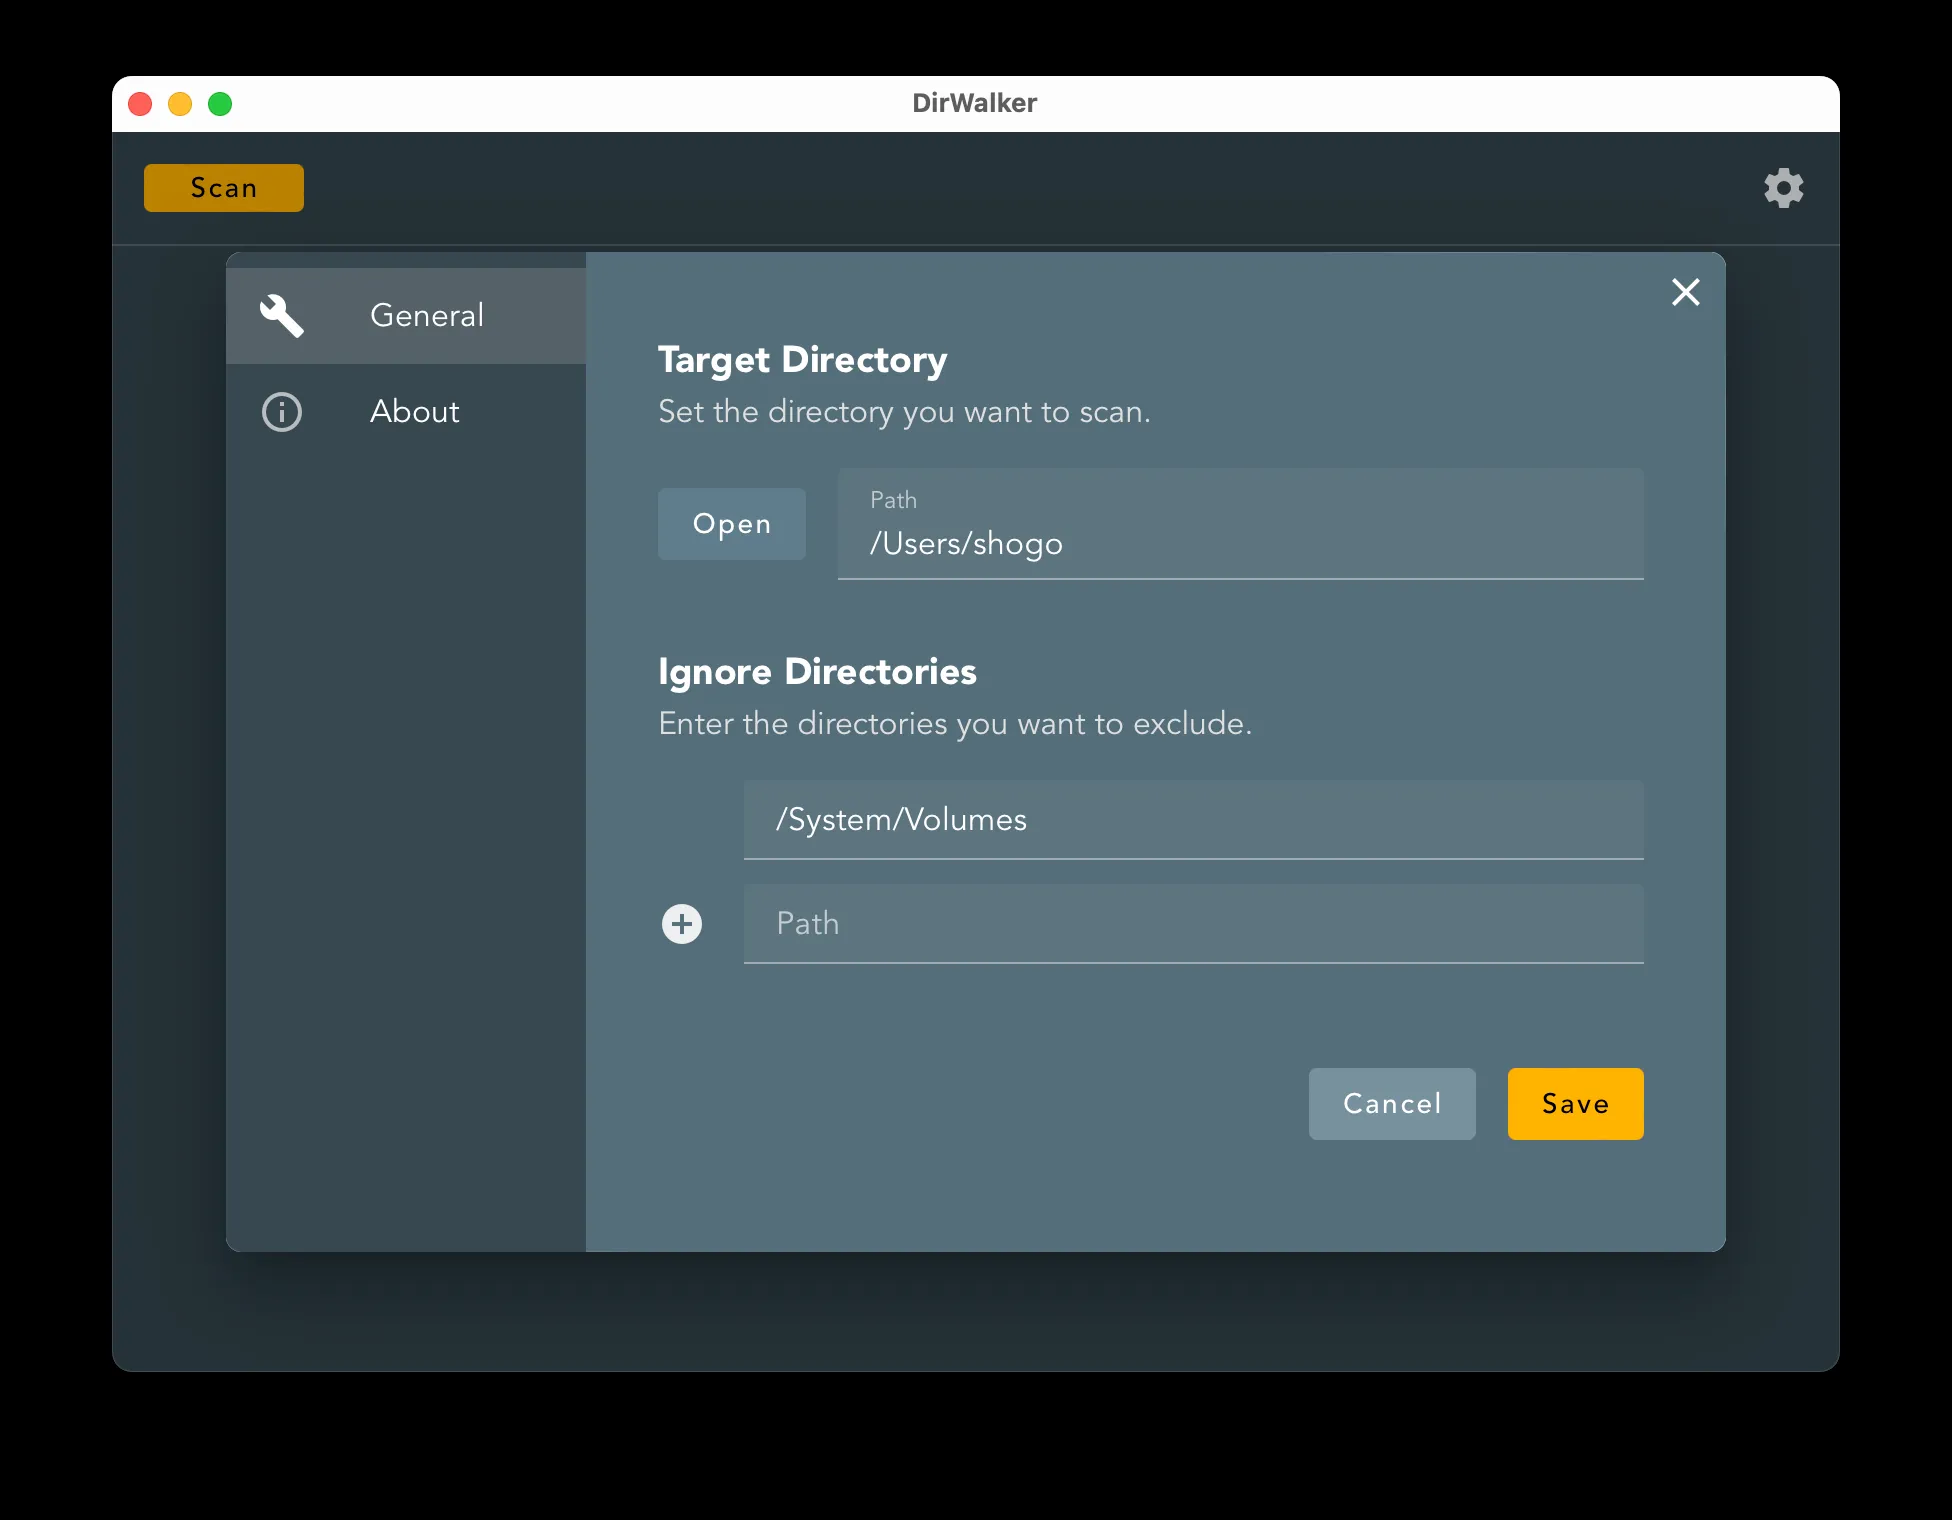 DirWalker
Scan
General
About
Target Directory
Set the directory you want to scan.
Open
Path
/Users/shogo
Ignore Directories
Enter the directories you want to exclude.
/System/Volumes
Path
Cancel
Save